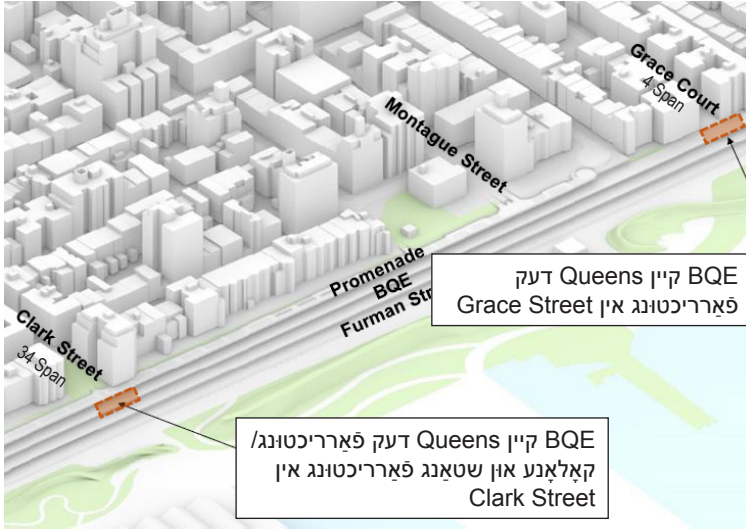 Grace Court
4 Span
Montague Street
BQE קיין Queens דעק
פֿאַרריכטונג אין Grace Street
Promenade
BQE
Furman
Clark Street
34 Span
BQE קיין Queens דעק פֿאַרריכטונג/
קאָלאָנע און שטאַנג פֿאַרריכטונג אין
Clark Street